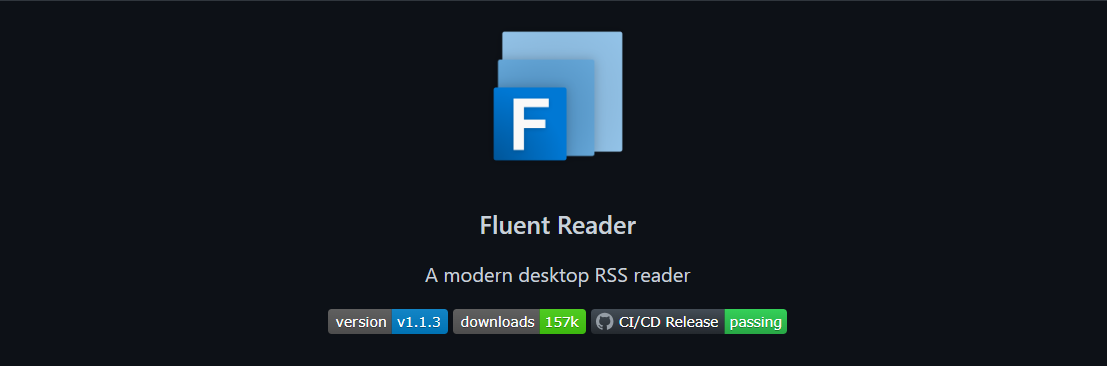 F
Fluent Reader
A modern desktop RSS reader
version v1.1.3 downloads 157k CI/CD Release passing